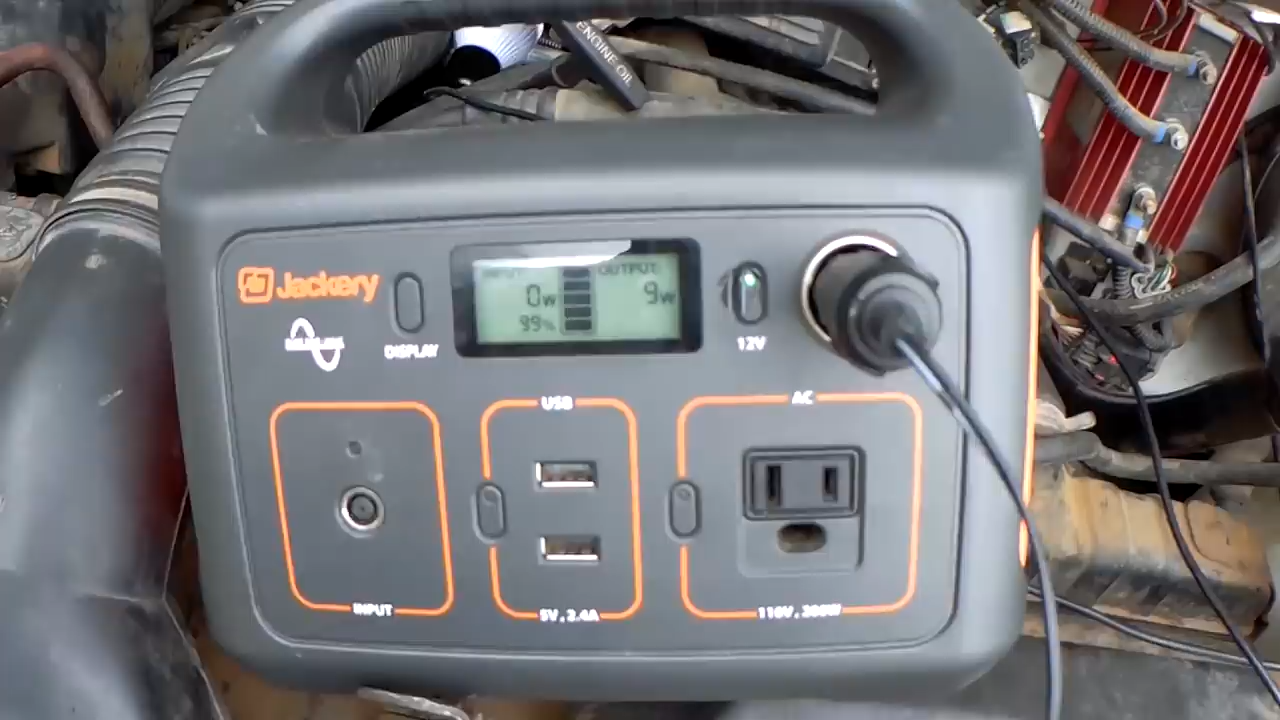 ENGINE OIL
Jackery
DISPLAY
INPUT
0W
99%
OUTPUT
9W
12V
USB
AC
INPUT
5V, 2.4A
110V, 200W